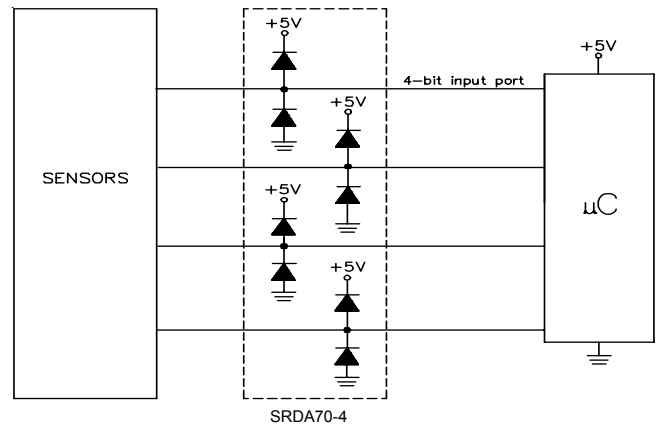 +5V
+5V
4-bit input port
+5V
SENSORS
+5V
μC
+5V
SRDA70-4